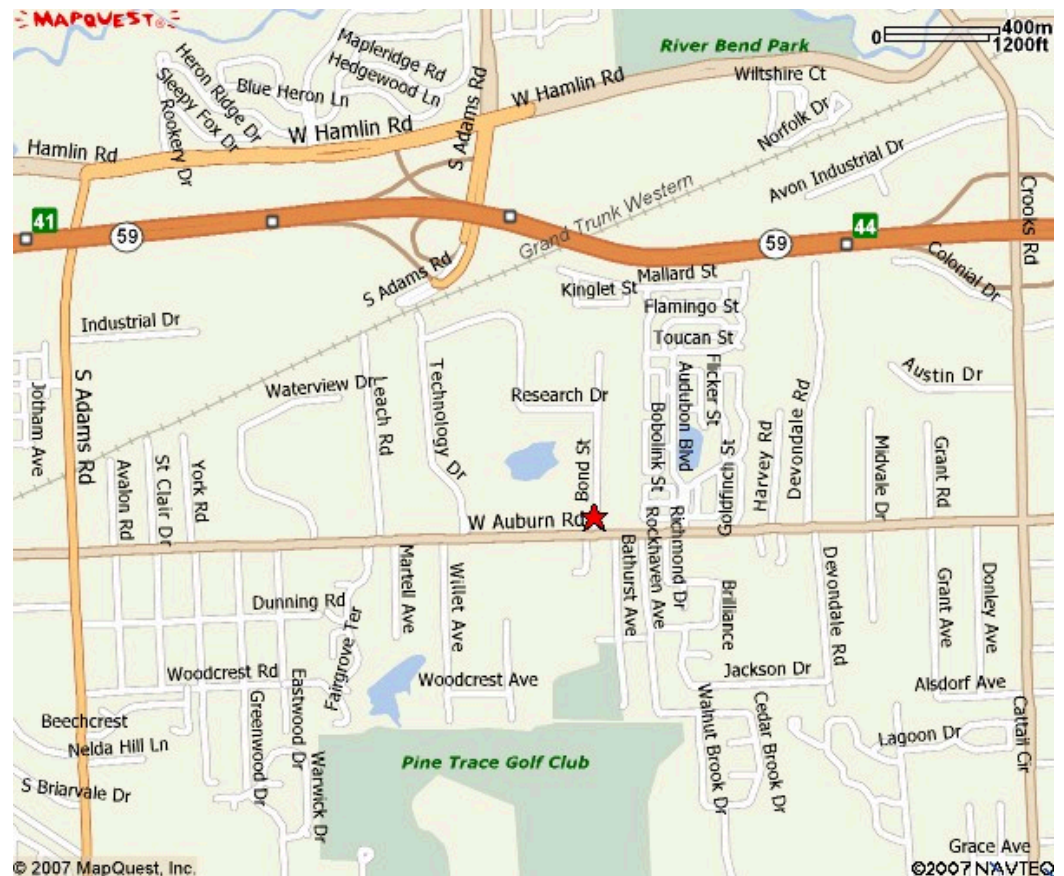 MAPQUEST
0 400m
1200ft
River Bend Park
Mapleridge Rd
Hedgewood Ln
Heron Ridge Dr
Blue Heron Ln
Sleepy Fox Dr
Rookery Dr
W Hamlin Rd
W Hamlin Rd
S Adams Rd
Wiltshire Ct
Norfolk Dr
Hamlin Rd
Avon Industrial Dr
Grand Trunk Western
Crooks Rd
41
59
44
59
S Adams Rd
Mallard St
Kinglet St
Colonial Dr
Flamingo St
Industrial Dr
Toucan St
Jotham Ave
S Adams Rd
Waterview Dr
Leach Rd
Technology Dr
Research Dr
Flicker St
Audubon Blvd
Bobolink St
Austin Dr
Goldfinch St
Harvey Rd
Devondale Rd
Midvale Dr
Grant Rd
Avalon Rd
St Clair Dr
York Rd
Bond St
W Auburn Rd
Martell Ave
Willet Ave
Bathurst Ave
Rockhaven Ave
Richmond Dr
Brilliance
Devondale Rd
Grant Ave
Donley Ave
Dunning Rd
Fairgrove Ter
Woodcrest Rd
Eastwood Dr
Woodcrest Ave
Jackson Dr
Alsdorf Ave
Greenwood Dr
Beechcrest
Nelda Hill Ln
Warwick Dr
S Briarvale Dr
Pine Trace Golf Club
Walnut Brook Dr
Cedar Brook Dr
Lagoon Dr
Cattail Cir
Grace Ave
© 2007 MapQuest, Inc.
©2007 NAVTEQ